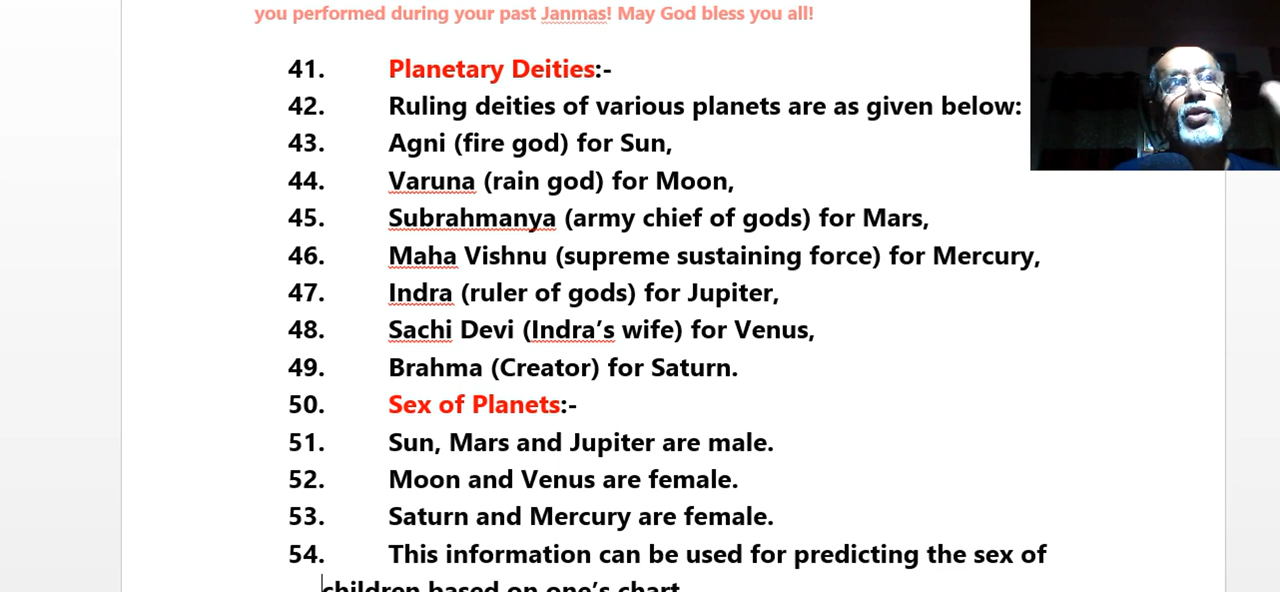 you performed during your past Janmas! May God bless you all!
41. Planetary Deities:-
42. Ruling deities of various planets are as given below:
43. Agni (fire god) for Sun,
44. Varuna (rain god) for Moon,
45. Subrahmanya (army chief of gods) for Mars,
46. Maha Vishnu (supreme sustaining force) for Mercury,
47. Indra (ruler of gods) for Jupiter,
48. Sachi Devi (Indra’s wife) for Venus,
49. Brahma (Creator) for Saturn.
50. Sex of Planets:-
51. Sun, Mars and Jupiter are male.
52. Moon and Venus are female.
53. Saturn and Mercury are female.
54. This information can be used for predicting the sex of
children based on one’s chart